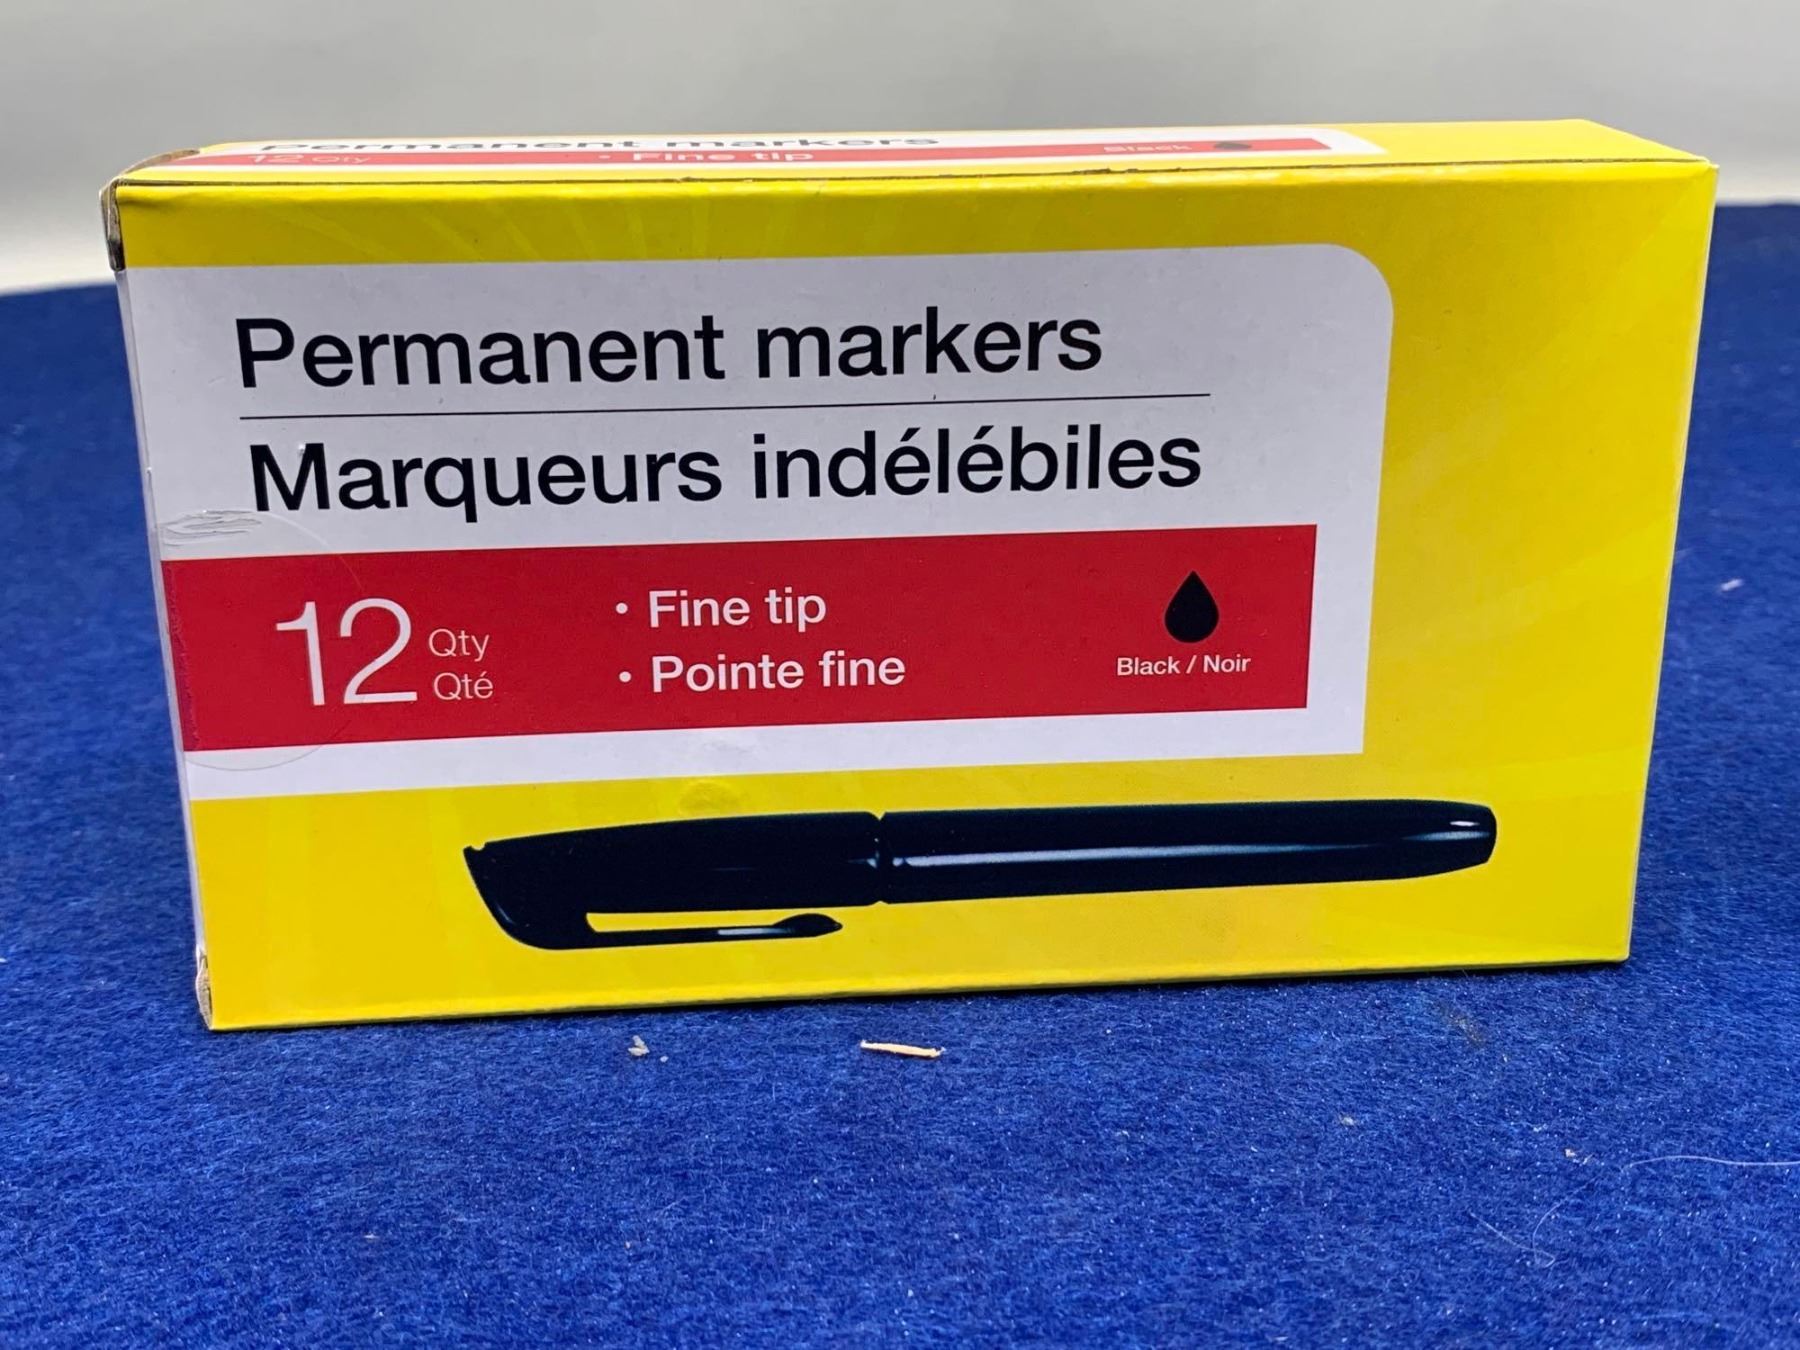 Permanent markers
12 Qty • Fine tip Black
Permanent markers
Marqueurs indélébiles
12 Qty
Qté
• Fine tip
• Pointe fine
Black / Noir